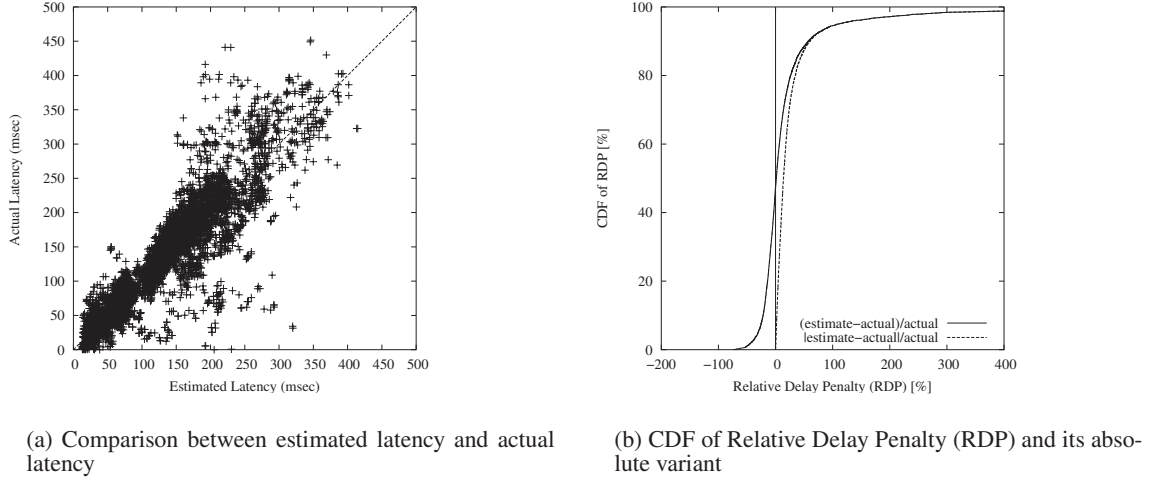 500
450
400
350
300
250
200
150
100
50
0
0 50 100 150 200 250 300 350 400 450 500
Actual Latency (msec)
Estimated Latency (msec)
(a) Comparison between estimated latency and actual
latency
100
80
60
40
20
0
−200 −100 0 100 200 300 400
CDF of RDP [%]
(estimate−actual)/actual
|estimate−actual|/actual
Relative Delay Penalty (RDP) [%]
(b) CDF of Relative Delay Penalty (RDP) and its abso-
lute variant